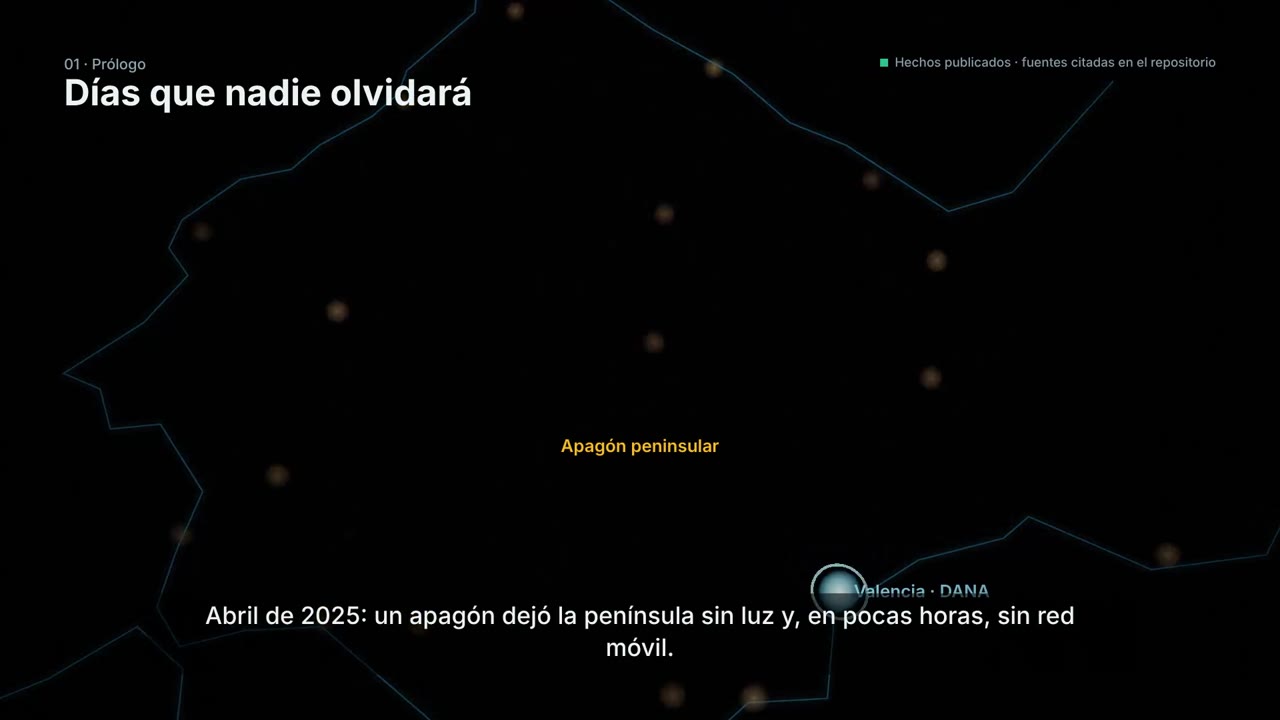 01 · Prólogo
Días que nadie olvidará
Hechos publicados · fuentes citadas en el repositorio
Apagón peninsular
Valencia · DANA
Abril de 2025: un apagón dejó la península sin luz y, en pocas horas, sin red
móvil.